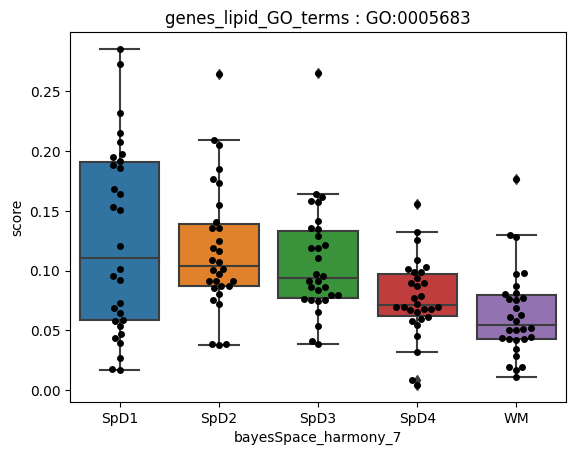 genes_lipid_GO_terms : GO:0005683
score
0.25
0.20
0.15
0.10
0.05
0.00
SpD1 SpD2 SpD3 SpD4 WM
bayesSpace_harmony_7